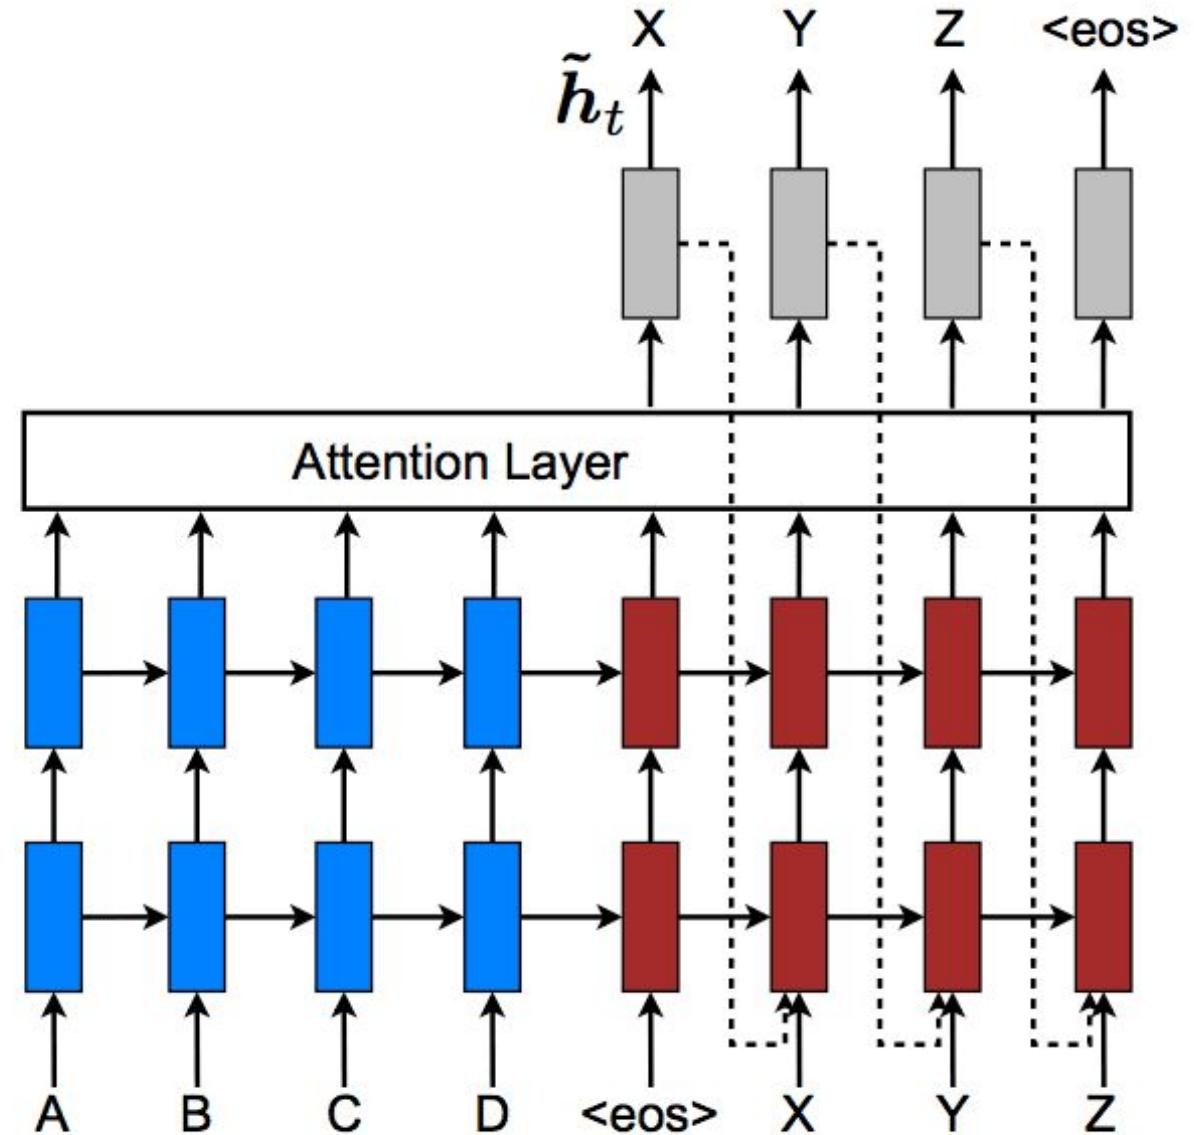 X Y Z <eos>
h̃ₜ
Attention Layer
A B C D <eos> X Y Z